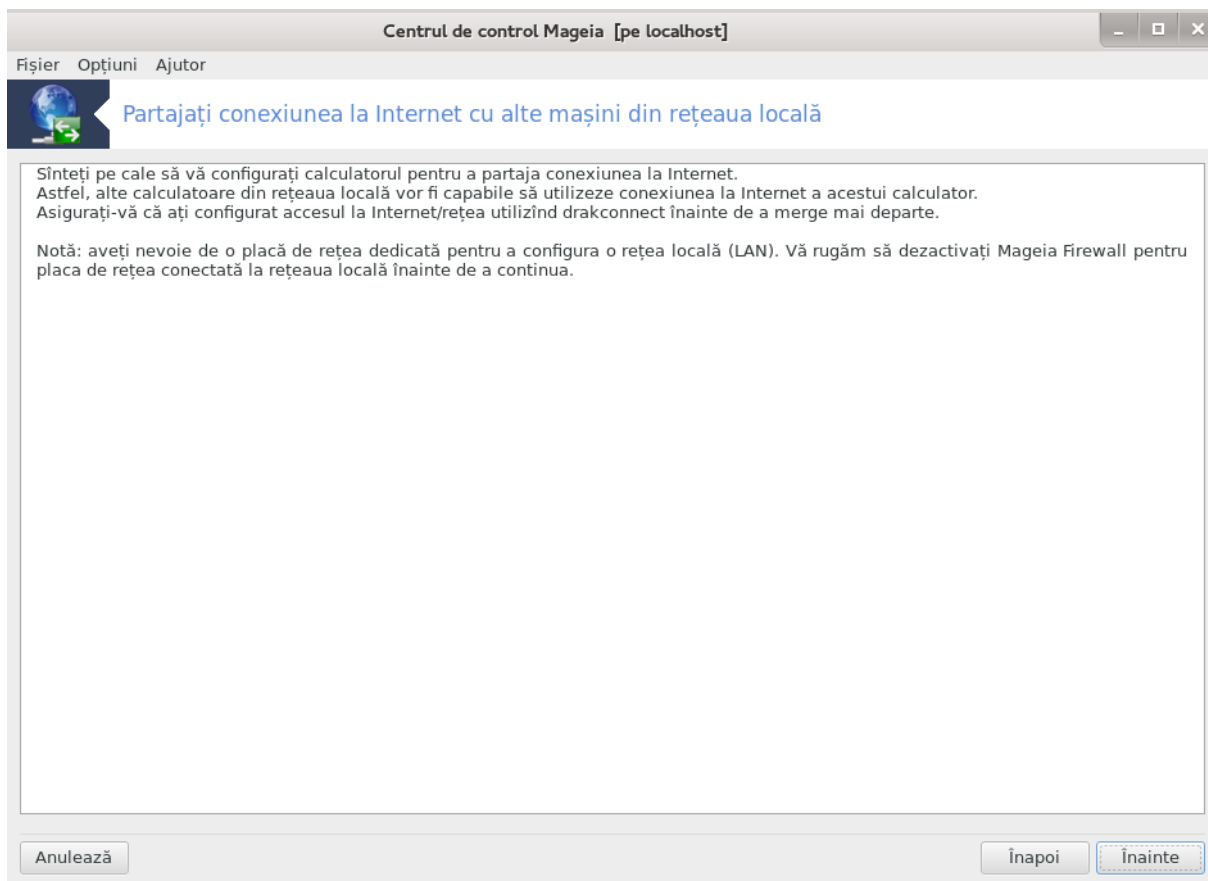 Centrul de control Mageia [pe localhost]
Fișier Opțiuni Ajutor
Partajați conexiunea la Internet cu alte mașini din rețeaua locală
Sînteți pe cale să vă configurați calculatorul pentru a partaja conexiunea la Internet.
Astfel, alte calculatoare din rețeaua locală vor fi capabile să utilizeze conexiunea la Internet a acestui calculator.
Asigurați-vă că ați configurat accesul la Internet/rețea utilizînd drakconnect înainte de a merge mai departe.
Notă: aveți nevoie de o placă de rețea dedicată pentru a configura o rețea locală (LAN). Vă rugăm să dezactivați Mageia Firewall pentru
placa de rețea conectată la rețeaua locală înainte de a continua.
Anulează Înapoi Înainte